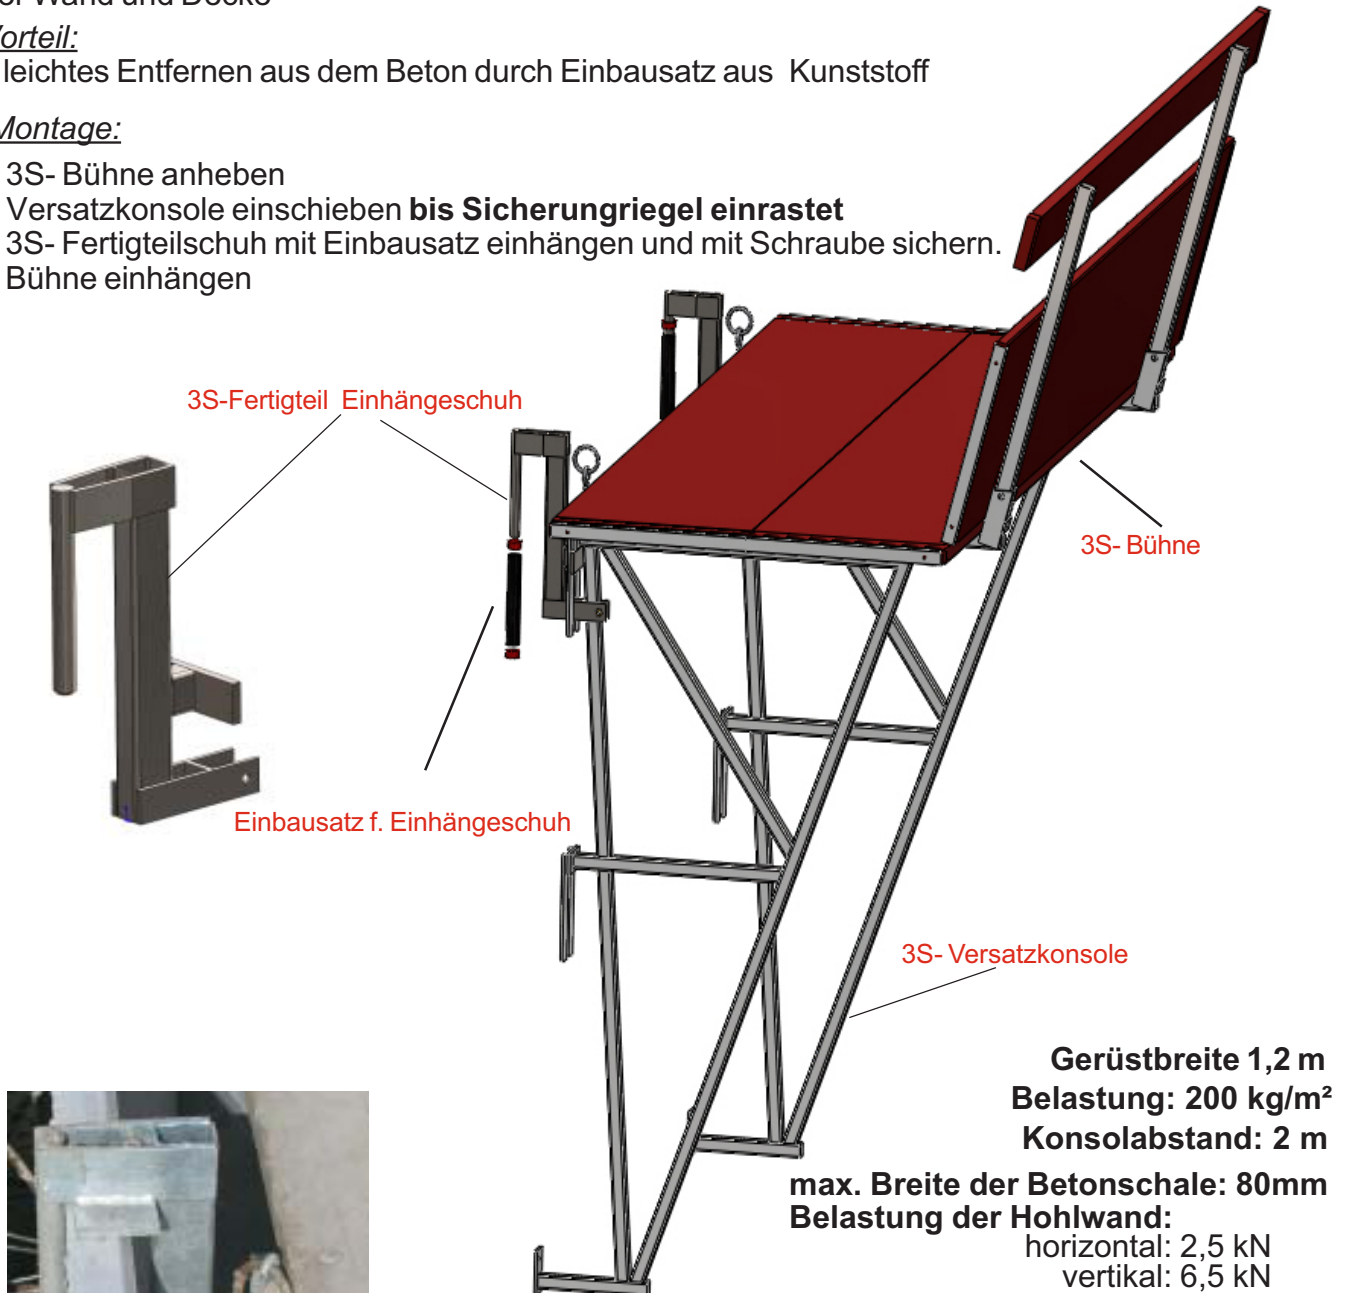 Wand und
Vorteil:
leichtes Entfernen aus dem Beton durch Einbausatz aus Kunststoff
Montage:
3S- Bühne anheben
Versatzkonsole einschieben bis Sicherungriegel einrastet
3S- Fertigteilschuh mit Einbausatz einhängen und mit Schraube sichern.
Bühne einhängen
3S-Fertigteil Einhängeschuh
3S- Bühne
Einbausatz f. Einhängeschuh
3S- Versatzkonsole
Gerüstbreite 1,2 m
Belastung: 200 kg/m²
Konsolabstand: 2 m
max. Breite der Betonschale: 80mm
Belastung der Hohlwand:
horizontal: 2,5 kN
vertikal: 6,5 kN